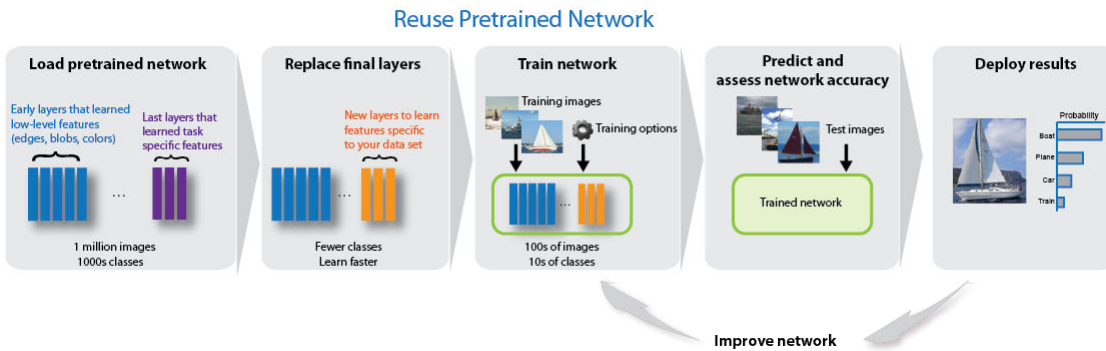 Reuse Pretrained Network
Load pretrained network
Early layers that learned
low-level features
(edges, blobs, colors)
Last layers that
learned task
specific features
...
1 million images
1000s classes
Replace final layers
New layers to learn
features specific
to your data set
...
Fewer classes
Learn faster
Train network
Training images
Training options
...
100s of images
10s of classes
Predict and
assess network accuracy
Test images
Trained network
Deploy results
Probability
Boat
Plane
Car
Train
Improve network